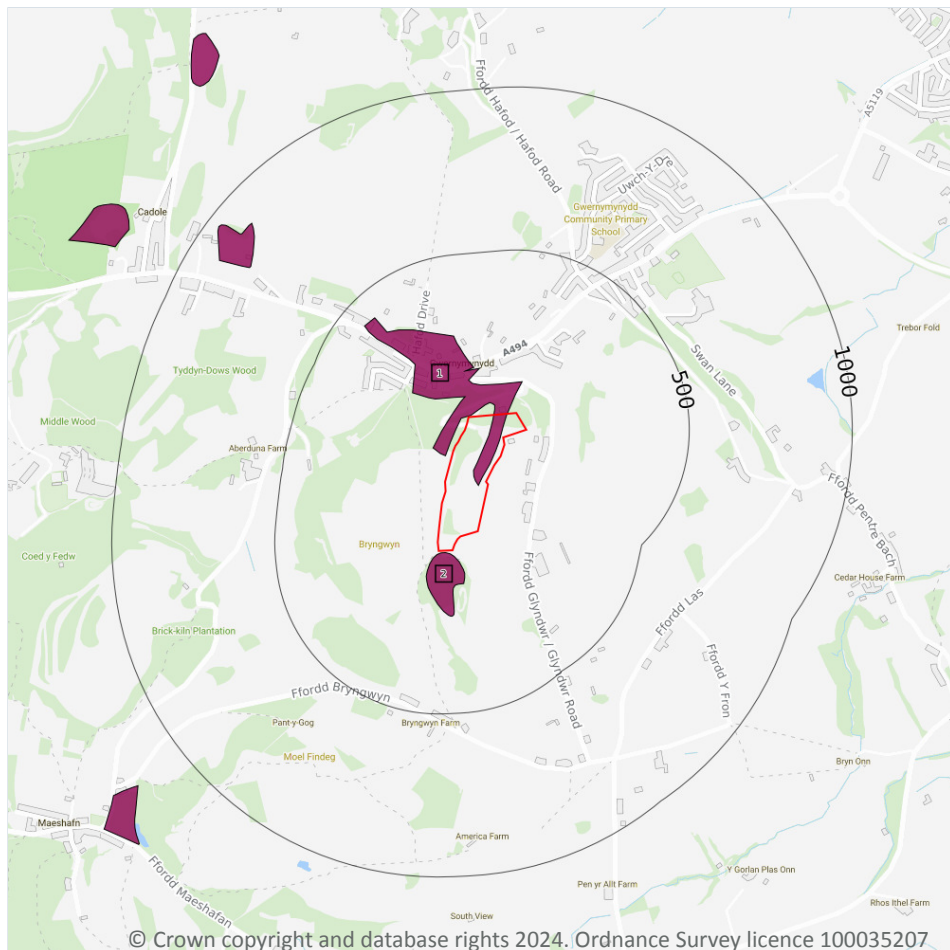 Ffordd Hafod / Hafod Road
A5119
Uwch-Y-Dre
Gwernymynydd
Community Primary
School
Cadole
Trebor Fold
Hafod Drive
A494
1
Swan Lane
1000
500
Tyddyn-Dows Wood
Middle Wood
Aberduna Farm
Ffordd Pentre Bach
Bryngwyn
Coed y Fedw
2
Cedar House Farm
Ffordd Las
Brick-kiln Plantation
Ffordd Glyndwr / Glyndwr Road
Ffordd Y Fron
Ffordd Bryngwyn
Pant-y-Gog
Bryngwyn Farm
Moel Findeg
Bryn Onn
Maeshafn
America Farm
Y Gorlan Plas Onn
Ffordd Maeshafan
Pen yr Allt Farm
Rhos Ithel Farm
South View
© Crown copyright and database rights 2024. Ordnance Survey licence 100035207